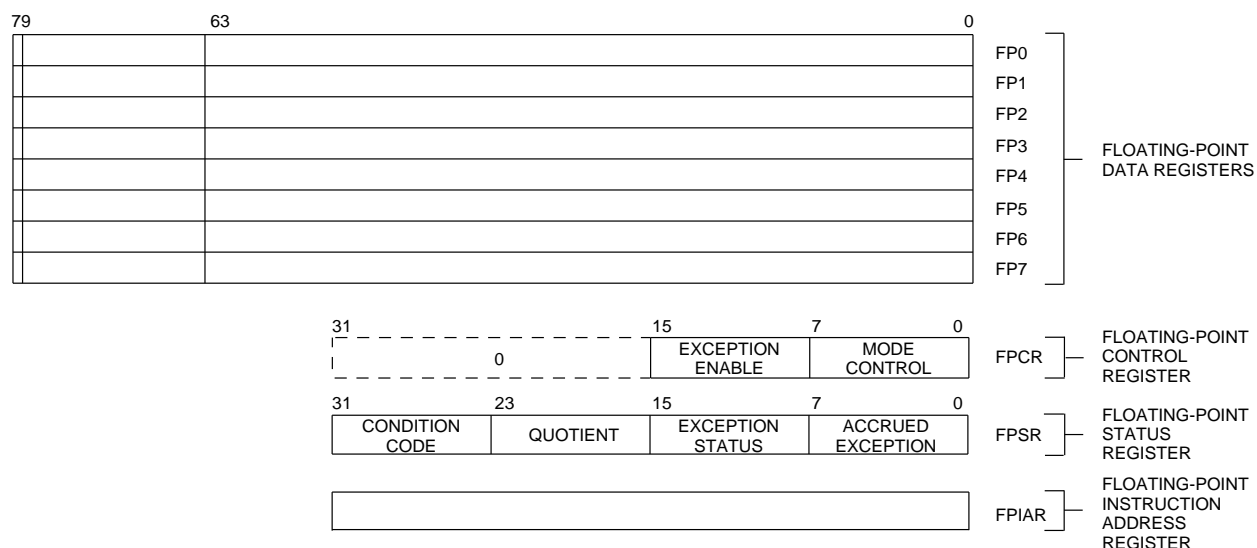 79 63 0
FP0
FP1
FP2
FP3
FP4
FP5
FP6
FP7
FLOATING-POINT
DATA REGISTERS
31 15 7 0
0
EXCEPTION
ENABLE
MODE
CONTROL
FPCR
FLOATING-POINT
CONTROL
REGISTER
31 23 15 7 0
CONDITION
CODE
QUOTIENT
EXCEPTION
STATUS
ACCRUED
EXCEPTION
FPSR
FLOATING-POINT
STATUS
REGISTER
FPIAR
FLOATING-POINT
INSTRUCTION
ADDRESS
REGISTER